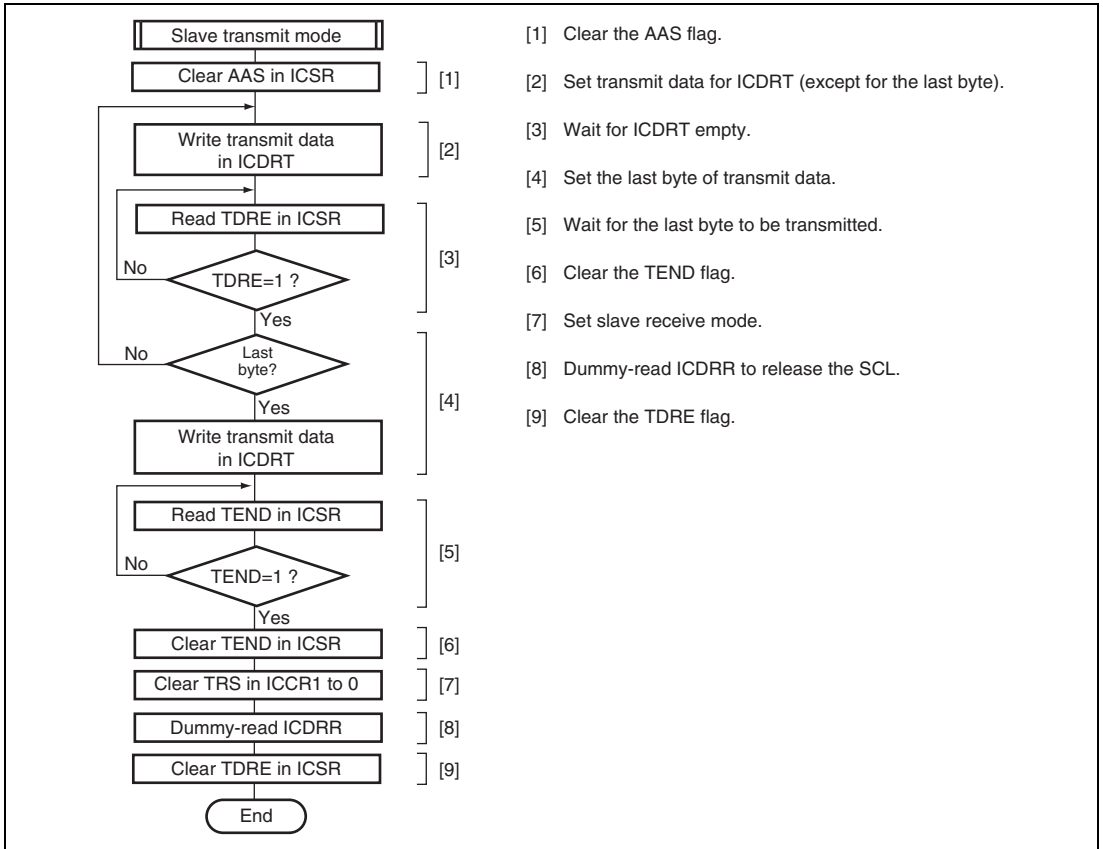 Slave transmit mode
Clear AAS in ICSR
[1]
Write transmit data
in ICDRT
[2]
Read TDRE in ICSR
[3]
No
TDRE=1 ?
Yes
No
Last
byte?
Yes
[4]
Write transmit data
in ICDRT
Read TEND in ICSR
[5]
No
TEND=1 ?
Yes
Clear TEND in ICSR
[6]
Clear TRS in ICCR1 to 0
[7]
Dummy-read ICDRR
[8]
Clear TDRE in ICSR
[9]
End
[1] Clear the AAS flag.
[2] Set transmit data for ICDRT (except for the last byte).
[3] Wait for ICDRT empty.
[4] Set the last byte of transmit data.
[5] Wait for the last byte to be transmitted.
[6] Clear the TEND flag.
[7] Set slave receive mode.
[8] Dummy-read ICDRR to release the SCL.
[9] Clear the TDRE flag.